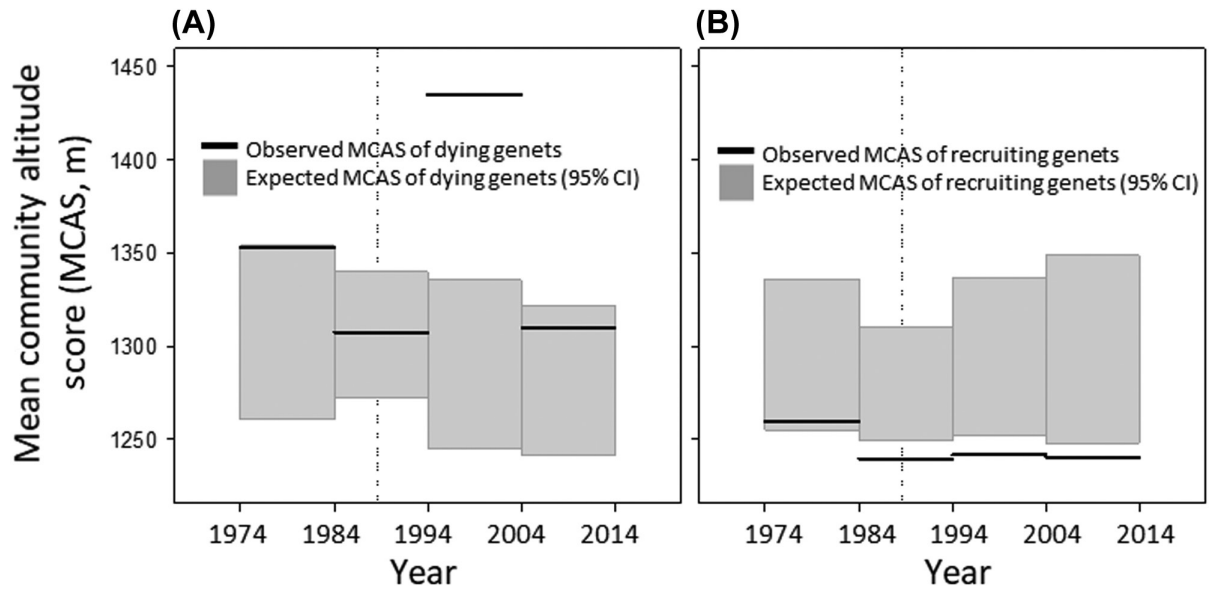 (A)
(B)
Mean community altitude
score (MCAS, m)
1450
1400
1350
1300
1250
Observed MCAS of dying genets
Expected MCAS of dying genets (95% CI)
Observed MCAS of recruiting genets
Expected MCAS of recruiting genets (95% CI)
1974 1984 1994 2004 2014
1974 1984 1994 2004 2014
Year
Year